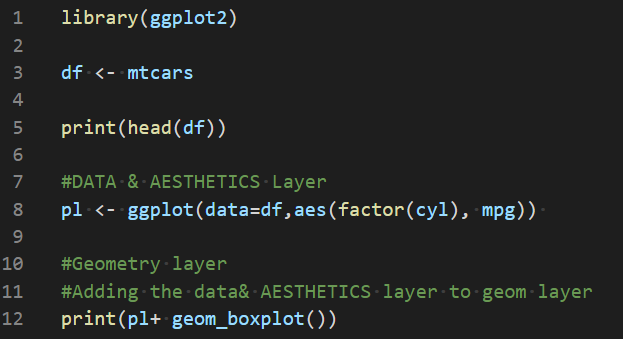 1 library(ggplot2)
2
3 df <- mtcars
4
5 print(head(df))
6
7 #DATA & AESTHETICS Layer
8 pl <- ggplot(data=df,aes(factor(cyl), mpg))
9
10 #Geometry layer
11 #Adding the data& AESTHETICS layer to geom layer
12 print(pl+ geom_boxplot())